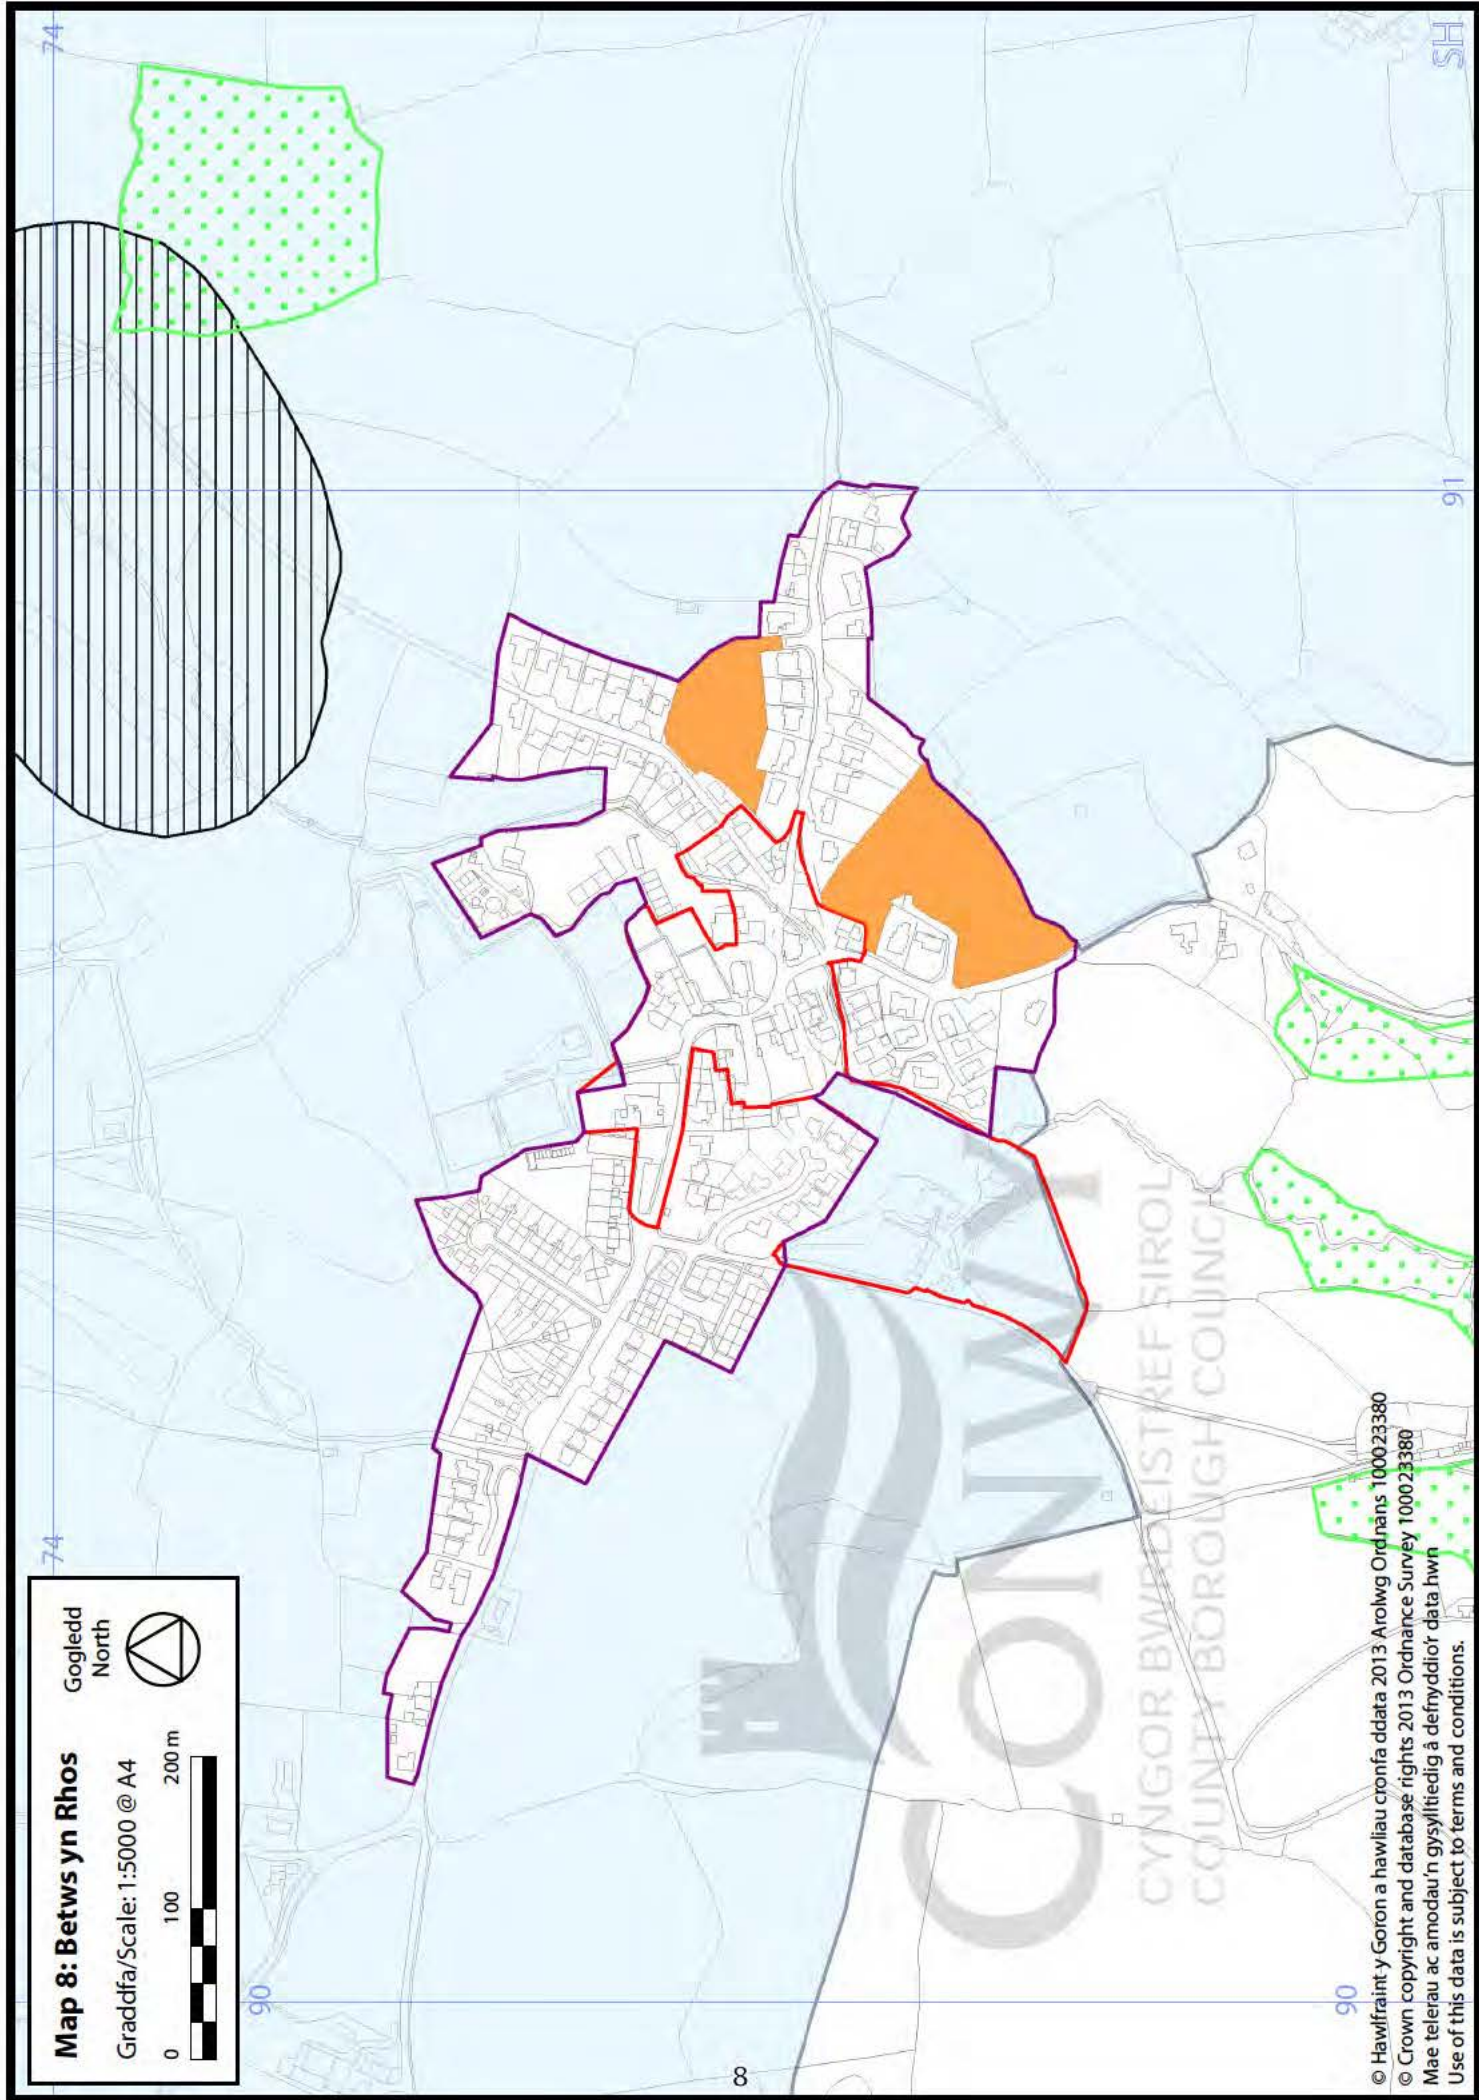 Map 8: Betws yn Rhos
Graddfa/Scale: 1:5000 @ A4
0 100 200 m
Gogledd
North
74
74
90
90
91
SH
CONWY
CYNGOR BWRDEISTREF SIROL
COUNTY BOROUGH COUNCIL
© Hawlfraint y Goron a hawliau cronfa ddata 2013 Arolwg Ordnans 100023380
© Crown copyright and database rights 2013 Ordnance Survey 100023380
Mae telerau ac amodau'n gysylltiedig â defnyddio'r data hwn
Use of this data is subject to terms and conditions.
8